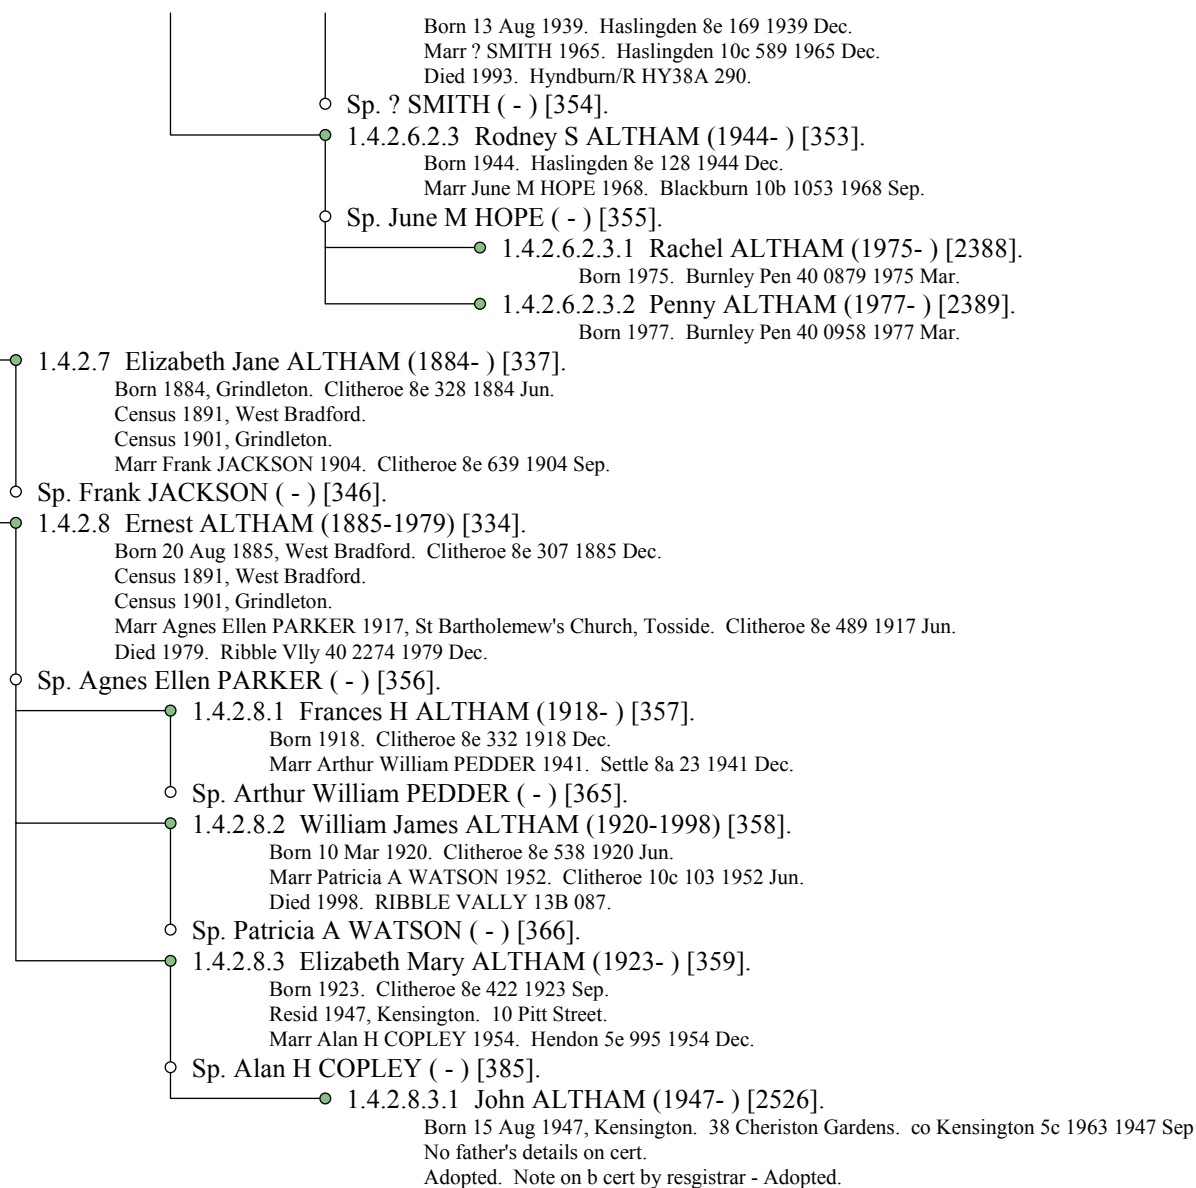 Born 13 Aug 1939. Haslingden 8e 169 1939 Dec.
Marr ? SMITH 1965. Haslingden 10c 589 1965 Dec.
Died 1993. Hyndburn/R HY38A 290.
Sp. ? SMITH ( - ) [354].
1.4.2.6.2.3 Rodney S ALTHAM (1944- ) [353].
Born 1944. Haslingden 8e 128 1944 Dec.
Marr June M HOPE 1968. Blackburn 10b 1053 1968 Sep.
Sp. June M HOPE ( - ) [355].
1.4.2.6.2.3.1 Rachel ALTHAM (1975- ) [2388].
Born 1975. Burnley Pen 40 0879 1975 Mar.
1.4.2.6.2.3.2 Penny ALTHAM (1977- ) [2389].
Born 1977. Burnley Pen 40 0958 1977 Mar.
1.4.2.7 Elizabeth Jane ALTHAM (1884- ) [337].
Born 1884, Grindleton. Clitheroe 8e 328 1884 Jun.
Census 1891, West Bradford.
Census 1901, Grindleton.
Marr Frank JACKSON 1904. Clitheroe 8e 639 1904 Sep.
Sp. Frank JACKSON ( - ) [346].
1.4.2.8 Ernest ALTHAM (1885-1979) [334].
Born 20 Aug 1885, West Bradford. Clitheroe 8e 307 1885 Dec.
Census 1891, West Bradford.
Census 1901, Grindleton.
Marr Agnes Ellen PARKER 1917, St Bartholemew's Church, Tosside. Clitheroe 8e 489 1917 Jun.
Died 1979. Ribble Vlly 40 2274 1979 Dec.
Sp. Agnes Ellen PARKER ( - ) [356].
1.4.2.8.1 Frances H ALTHAM (1918- ) [357].
Born 1918. Clitheroe 8e 332 1918 Dec.
Marr Arthur William PEDDER 1941. Settle 8a 23 1941 Dec.
Sp. Arthur William PEDDER ( - ) [365].
1.4.2.8.2 William James ALTHAM (1920-1998) [358].
Born 10 Mar 1920. Clitheroe 8e 538 1920 Jun.
Marr Patricia A WATSON 1952. Clitheroe 10c 103 1952 Jun.
Died 1998. RIBBLE VALLY 13B 087.
Sp. Patricia A WATSON ( - ) [366].
1.4.2.8.3 Elizabeth Mary ALTHAM (1923- ) [359].
Born 1923. Clitheroe 8e 422 1923 Sep.
Resid 1947, Kensington. 10 Pitt Street.
Marr Alan H COPLEY 1954. Hendon 5e 995 1954 Dec.
Sp. Alan H COPLEY ( - ) [385].
1.4.2.8.3.1 John ALTHAM (1947- ) [2526].
Born 15 Aug 1947, Kensington. 38 Cheriston Gardens. co Kensington 5c 1963 1947 Sep
No father's details on cert.
Adopted. Note on b cert by resgistrar - Adopted.